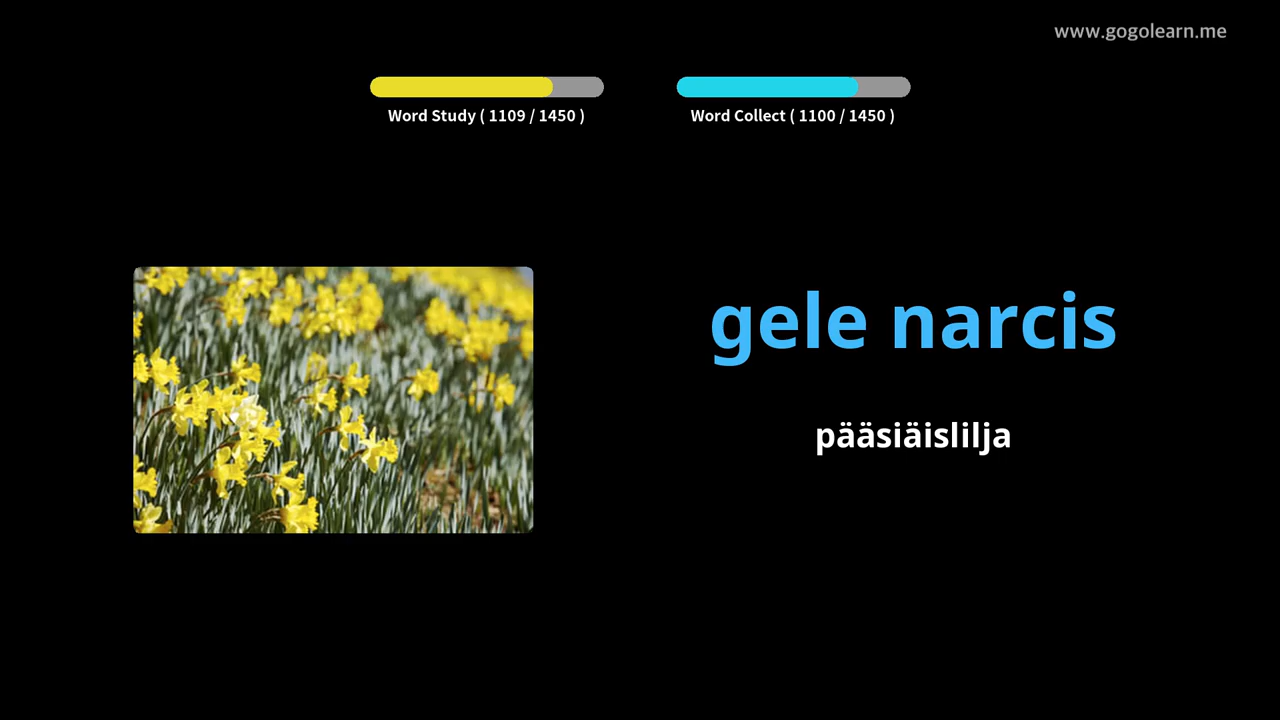 www.gogolearn.me
Word Study ( 1109 / 1450 )
Word Collect ( 1100 / 1450 )
gele narcis
pääsiäislilja